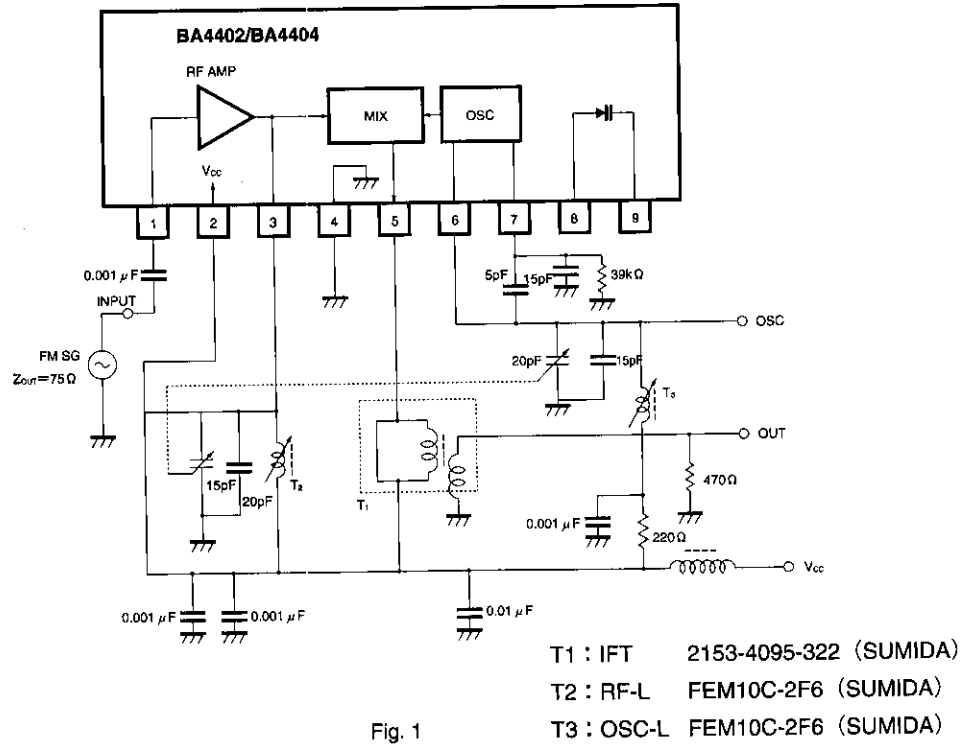 BA4402/BA4404
RF AMP
MIX
OSC
Vcc
1
2
3
4
5
6
7
8
9
0.001 μF
5pF
15pF
39kΩ
INPUT
OSC
FM SG
ZOUT=75Ω
20pF
15pF
T3
OUT
15pF
20pF
T2
T1
470Ω
0.001 μF
220Ω
Vcc
0.001 μF
0.001 μF
0.01 μF
T1 : IFT 2153-4095-322 (SUMIDA)
T2 : RF-L FEM10C-2F6 (SUMIDA)
T3 : OSC-L FEM10C-2F6 (SUMIDA)
Fig. 1